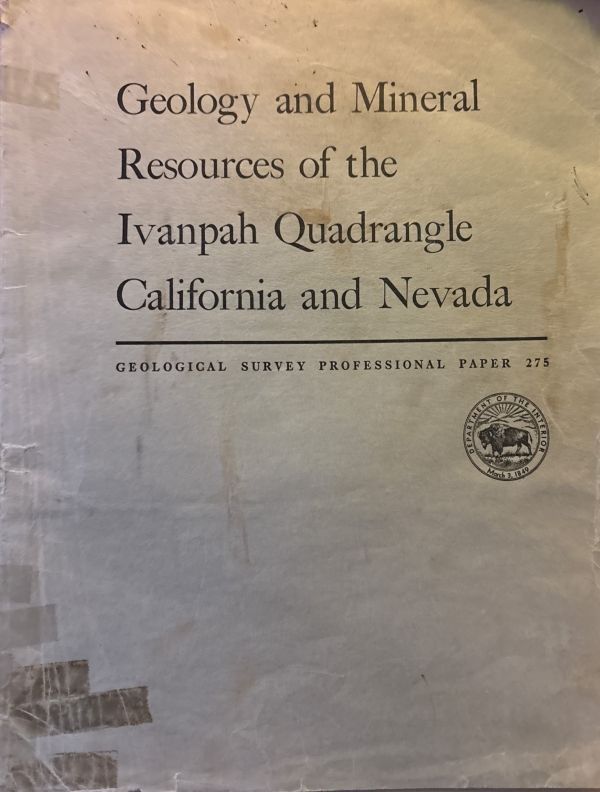 Geology and Mineral
Resources of the
Ivanpah Quadrangle
California and Nevada
GEOLOGICAL SURVEY PROFESSIONAL PAPER 275
DEPARTMENT OF THE INTERIOR
March 3, 1849